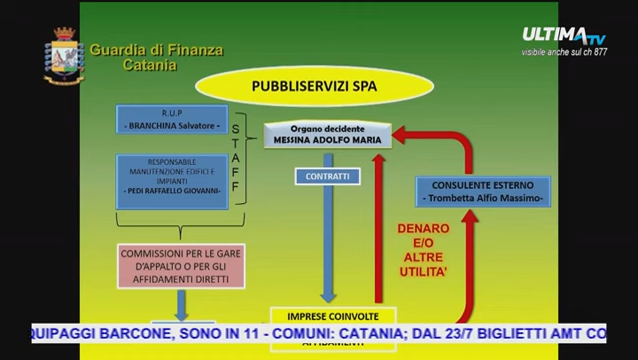 Guardia di Finanza
Catania
ULTIMA TV
visibile anche sul ch 877
PUBBLISERVIZI SPA
R.U.P
- BRANCHINA Salvatore -
STAFF
Organo decidente
MESSINA ADOLFO MARIA
RESPONSABILE
MANUTENZIONE EDIFICI E
IMPIANTI
- PEDI RAFFAELLO GIOVANNI-
CONTRATTI
CONSULENTE ESTERNO
- Trombetta Alfio Massimo-
DENARO
E/O
ALTRE
UTILITA'
COMMISSIONI PER LE GARE
D'APPALTO O PER GLI
AFFIDAMENTI DIRETTI
IMPRESE COINVOLTE
QUIPAGGI BARCONE, SONO IN 11 - COMUNI: CATANIA; DAL 23/7 BIGLIETTI AMT CO
AFFIDAMENTI